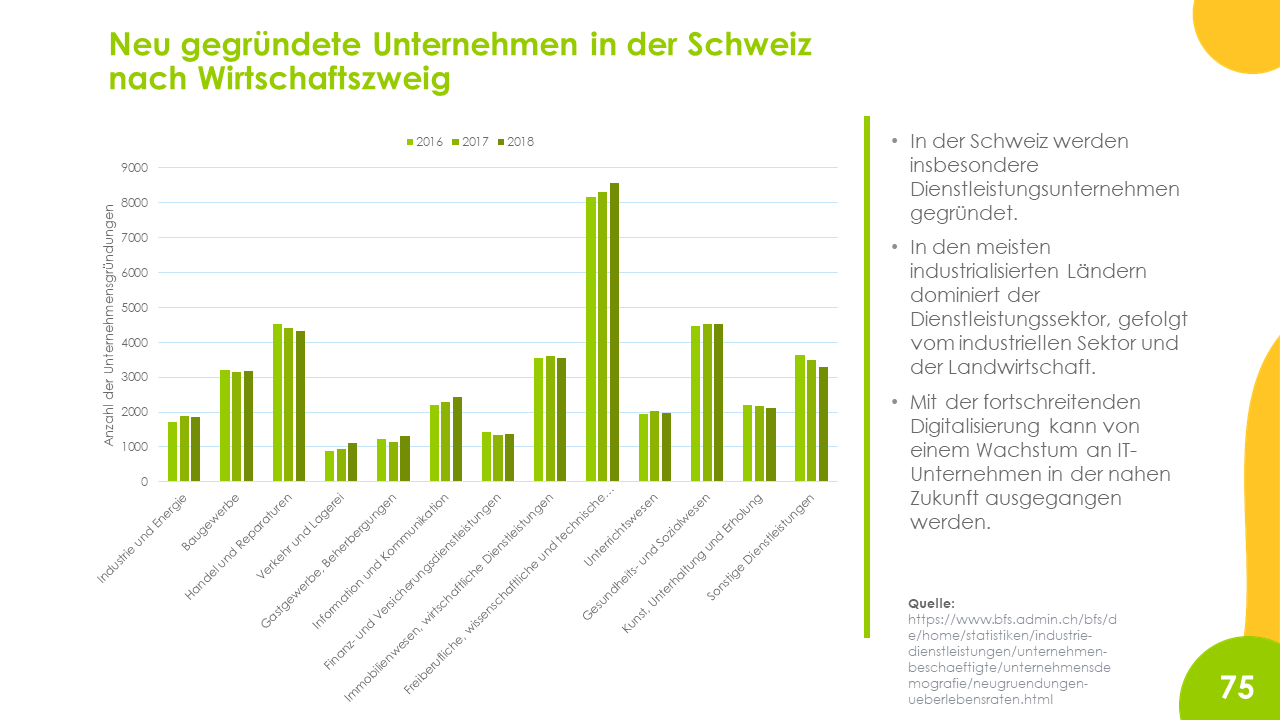 Neu gegründete Unternehmen in der Schweiz
nach Wirtschaftszweig
2016 2017 2018
Anzahl der Unternehmensgründungen
9000
8000
7000
6000
5000
4000
3000
2000
1000
0
Industrie und Energie
Baugewerbe
Handel und Reparaturen
Verkehr und Lagerei
Gastgewerbe, Beherbergungen
Information und Kommunikation
Finanz- und Versicherungsdienstleistungen
Immobilienwesen, wirtschaftliche Dienstleistungen
Freiberufliche, wissenschaftliche und technische…
Unterrichtswesen
Gesundheits- und Sozialwesen
Kunst, Unterhaltung und Erholung
Sonstige Dienstleistungen
• In der Schweiz werden
insbesondere
Dienstleistungsunternehmen
gegründet.
• In den meisten
industrialisierten Ländern
dominiert der
Dienstleistungssektor, gefolgt
vom industriellen Sektor und
der Landwirtschaft.
• Mit der fortschreitenden
Digitalisierung kann von
einem Wachstum an IT-
Unternehmen in der nahen
Zukunft ausgegangen
werden.
Quelle:
https://www.bfs.admin.ch/bfs/d
e/home/statistiken/industrie-
dienstleistungen/unternehmen-
beschaeftigte/unternehmensde
mografie/neugruendungen-
ueberlebensraten.html
75